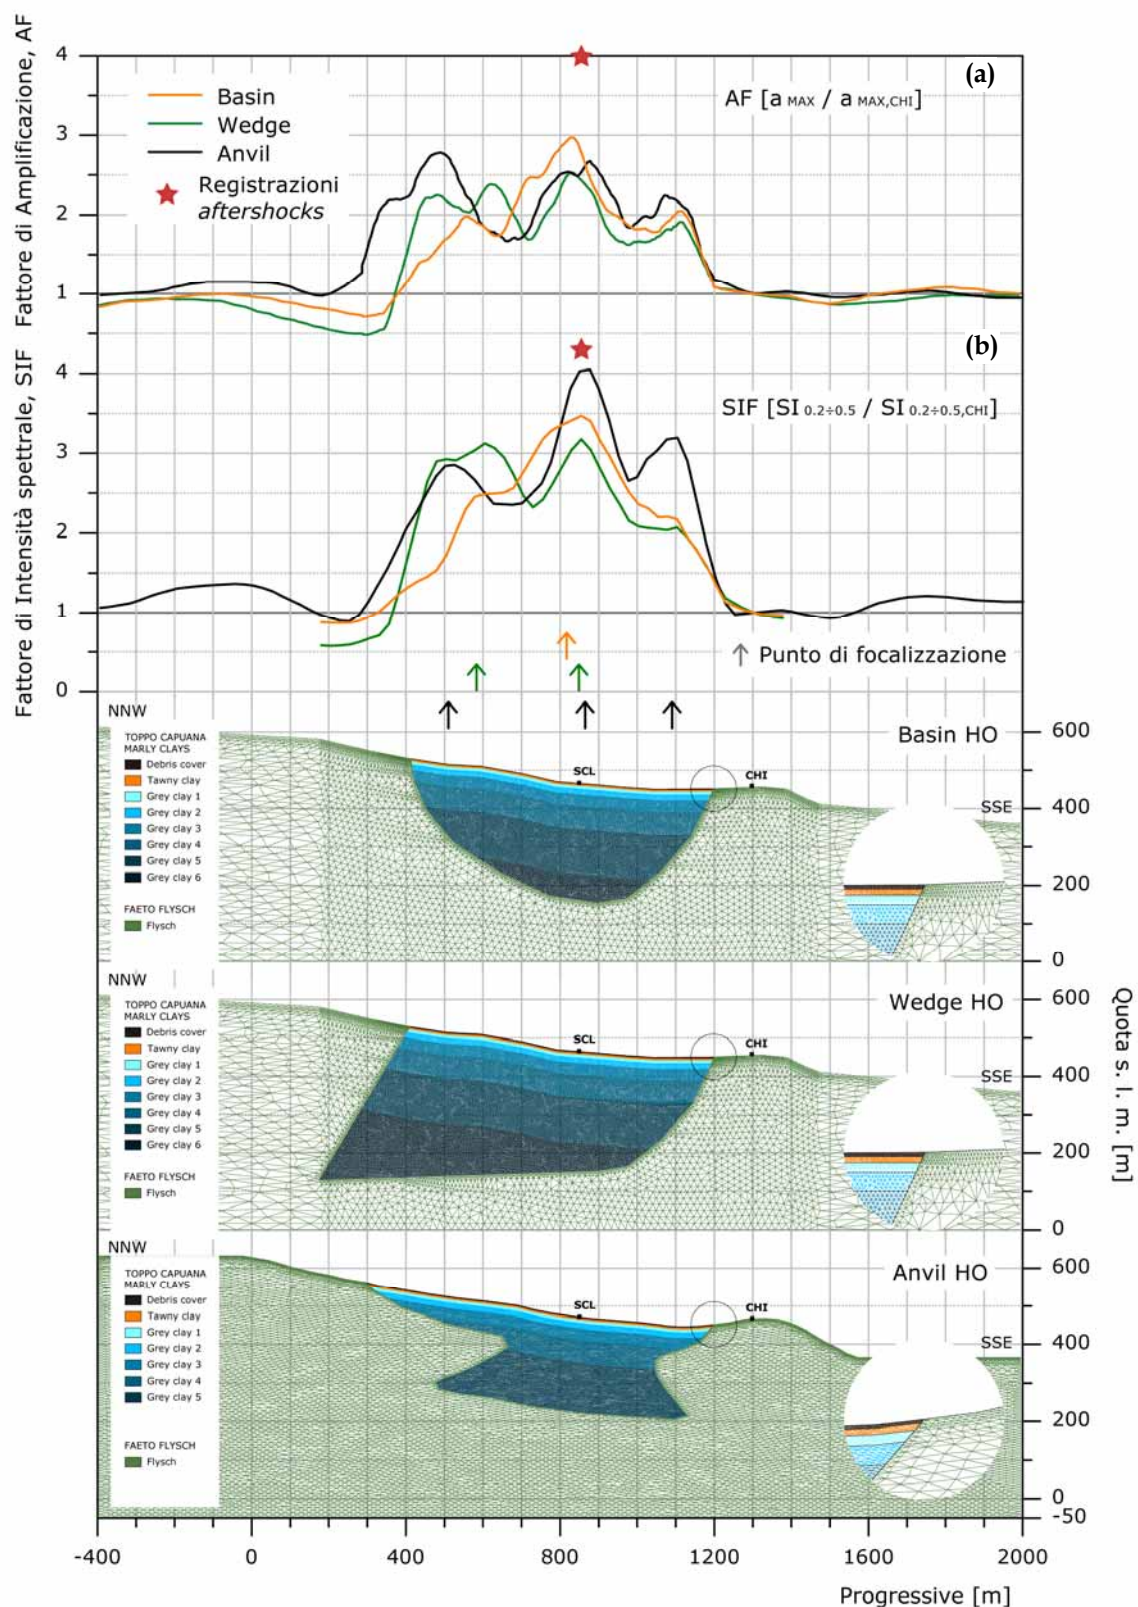 Fattore di Amplificazione, AF
4
3
2
1
(a)
AF [a MAX / a MAX,CHI]
Basin
Wedge
Anvil
Registrazioni
aftershocks
Fattore di Intensità spettrale, SIF
4
3
2
1
0
(b)
SIF [SI 0.2÷0.5 / SI 0.2÷0.5,CHI]
Punto di focalizzazione
NNW
Basin HO
TOPPO CAPUANA
MARLY CLAYS
Debris cover
Tawny clay
Grey clay 1
Grey clay 2
Grey clay 3
Grey clay 4
Grey clay 5
Grey clay 6
FAETO FLYSCH
Flysch
SCL
CHI
SSE
600
400
200
0
NNW
Wedge HO
TOPPO CAPUANA
MARLY CLAYS
Debris cover
Tawny clay
Grey clay 1
Grey clay 2
Grey clay 3
Grey clay 4
Grey clay 5
Grey clay 6
FAETO FLYSCH
Flysch
SCL
CHI
SSE
600
400
200
0
Quota s. l. m. [m]
NNW
Anvil HO
TOPPO CAPUANA
MARLY CLAYS
Debris cover
Tawny clay
Grey clay 1
Grey clay 2
Grey clay 3
Grey clay 4
Grey clay 5
FAETO FLYSCH
Flysch
SCL
CHI
SSE
600
400
200
0
-50
-400 0 400 800 1200 1600 2000
Progressive [m]